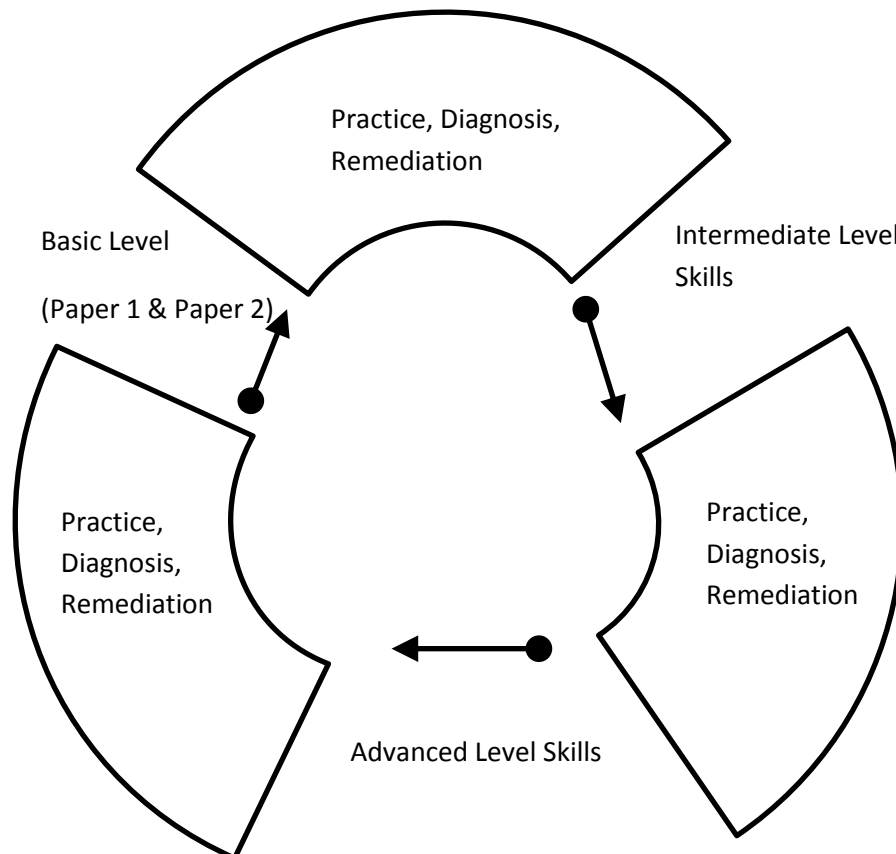 Practice, Diagnosis,
Remediation
Basic Level
(Paper 1 & Paper 2)
Intermediate Level
Skills
Practice,
Diagnosis,
Remediation
Practice,
Diagnosis,
Remediation
Advanced Level Skills